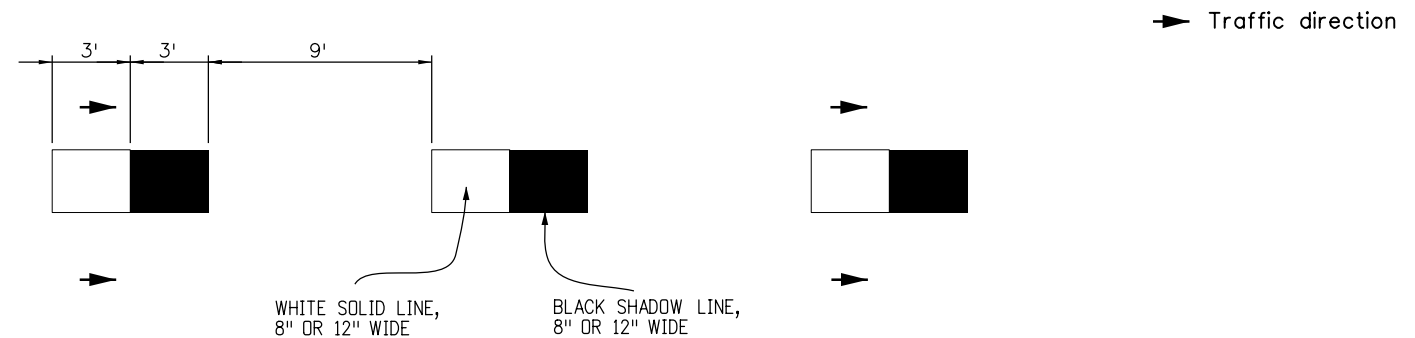 Traffic direction
3' 3' 9'
WHITE SOLID LINE,
8" OR 12" WIDE
BLACK SHADOW LINE,
8" OR 12" WIDE